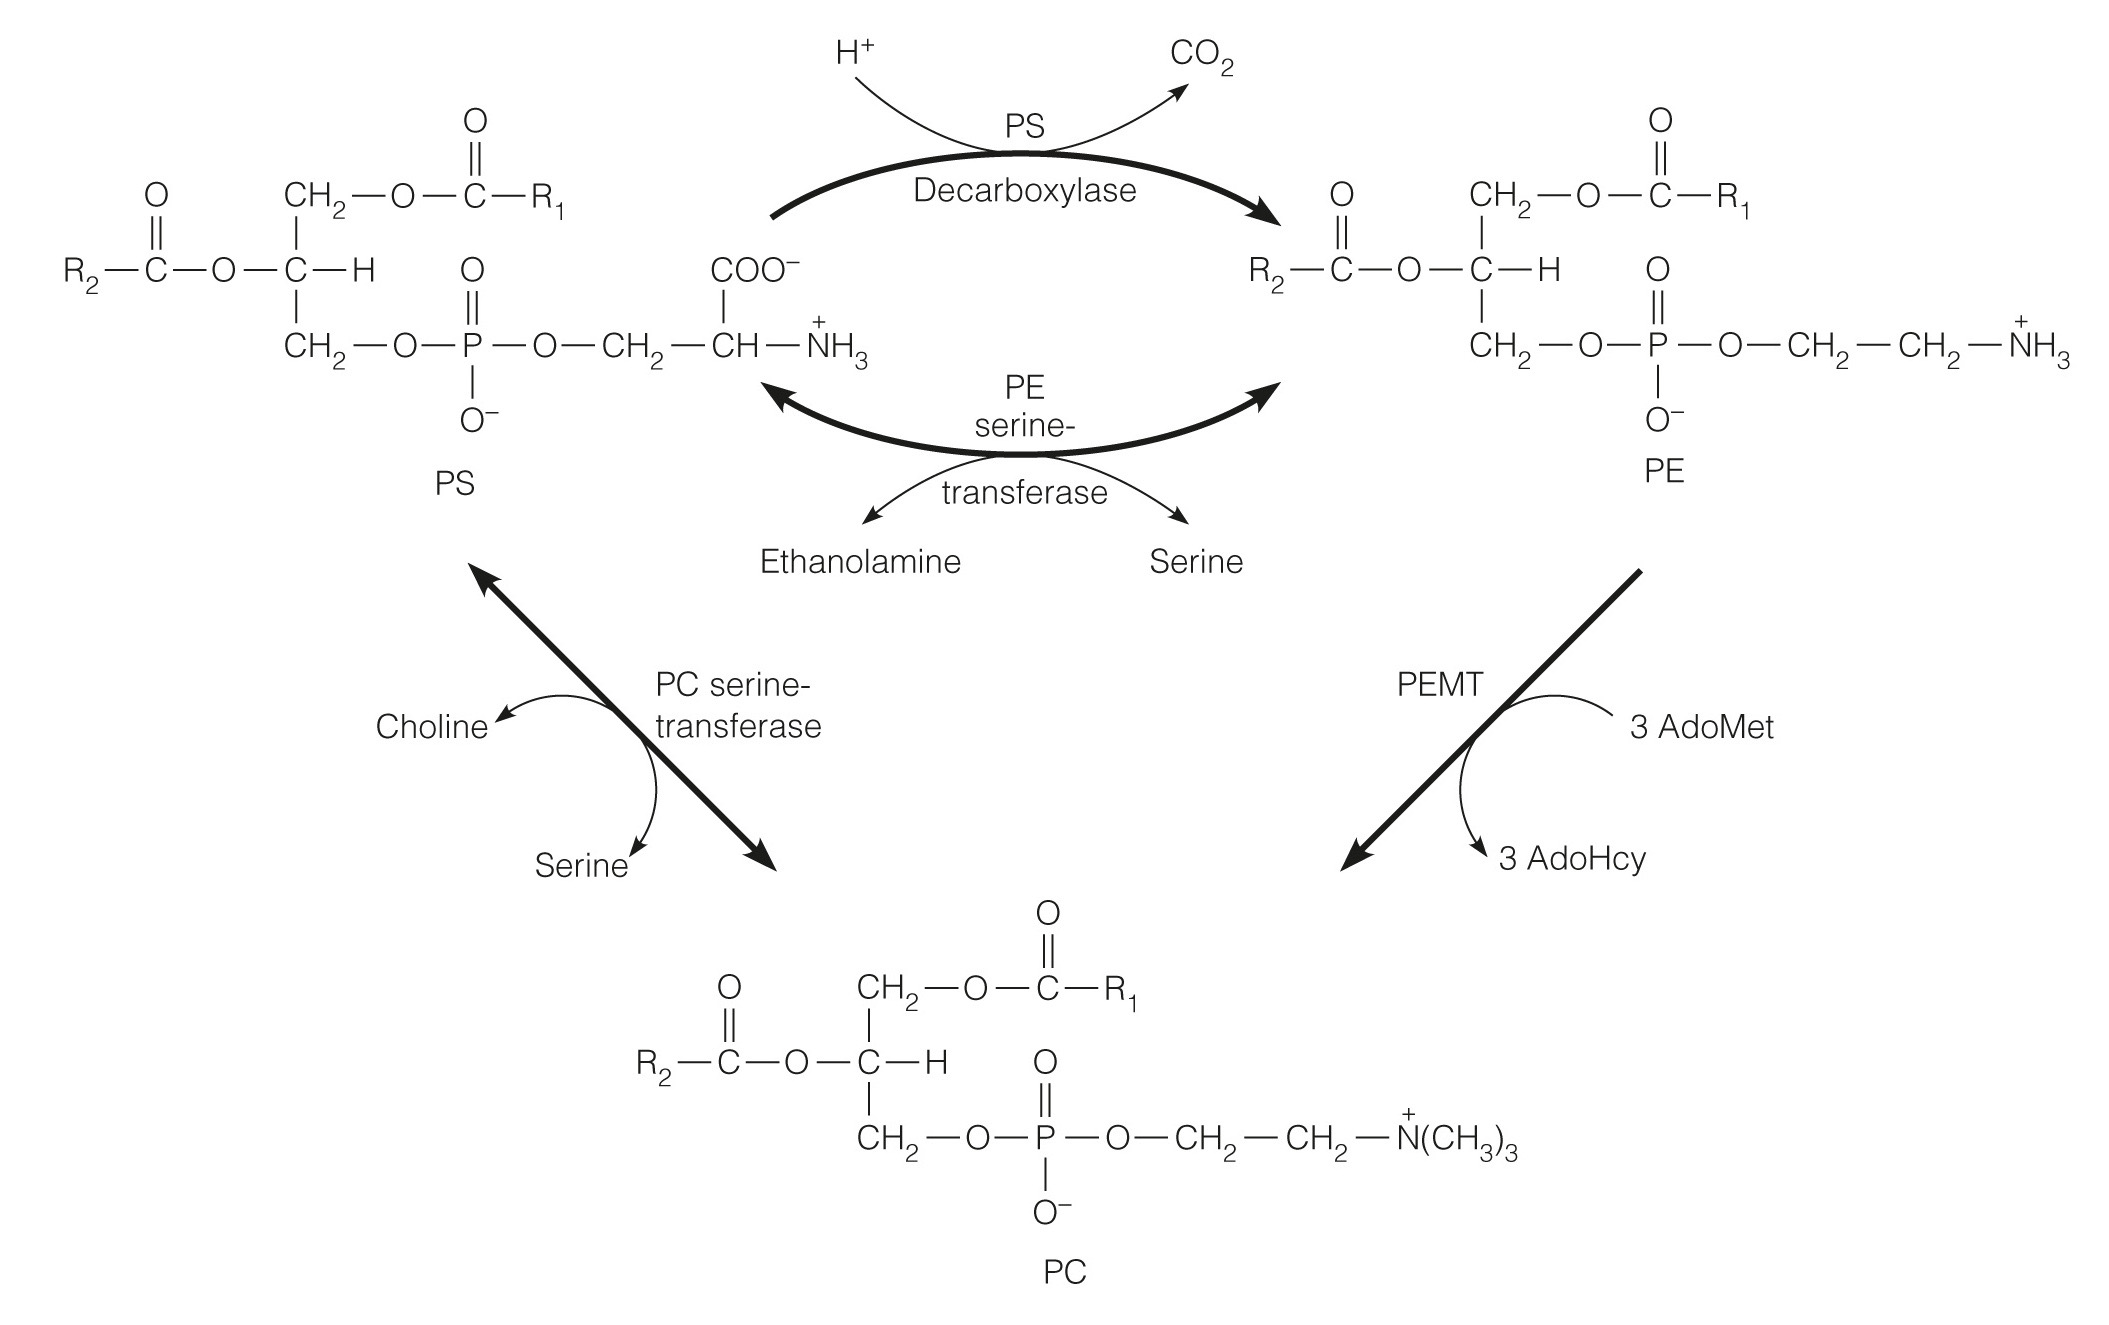 H⁺
CO₂
PS
Decarboxylase
O
O
CH₂—O—C—R₁
R₂—C—O—C—H
O
COO⁻
CH₂—O—P—O—CH₂—CH—N⁺H₃
O⁻
PS
O
O
CH₂—O—C—R₁
R₂—C—O—C—H
O
CH₂—O—P—O—CH₂—CH₂—N⁺H₃
O⁻
PE
PE
serine-
transferase
Ethanolamine
Serine
PC serine-
transferase
Choline
Serine
PEMT
3 AdoMet
3 AdoHcy
O
O
CH₂—O—C—R₁
R₂—C—O—C—H
O
CH₂—O—P—O—CH₂—CH₂—N⁺(CH₃)₃
O⁻
PC